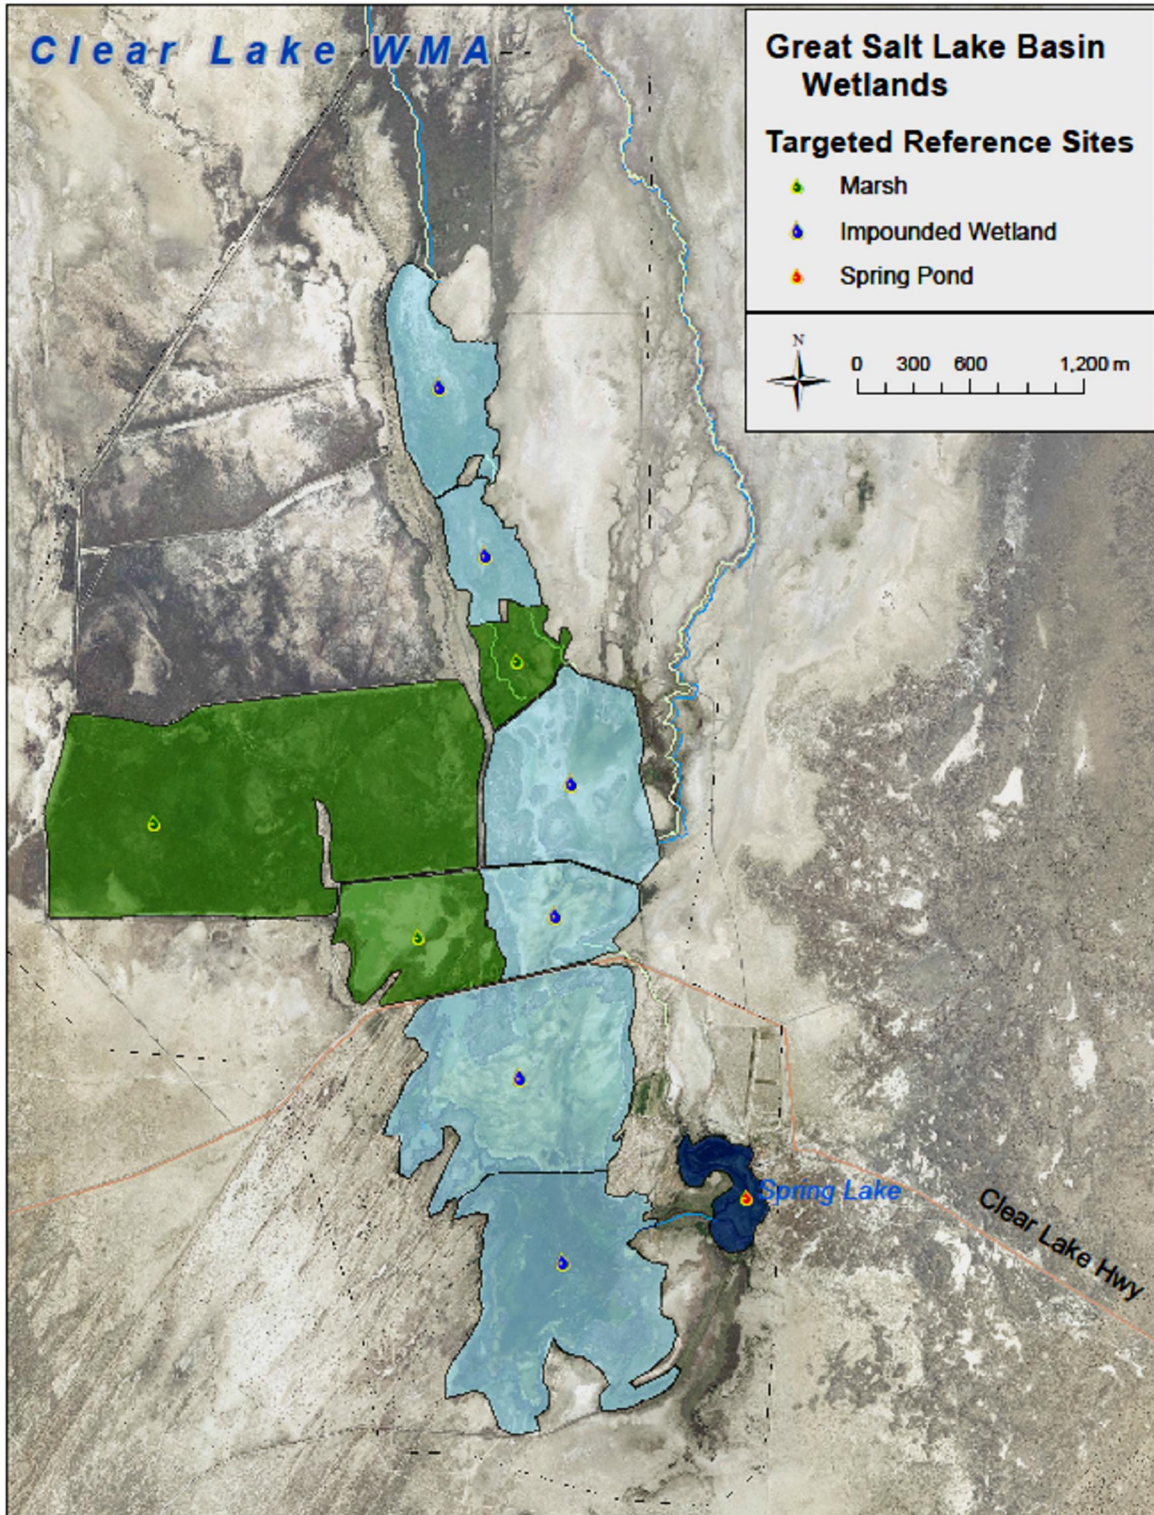 Clear Lake WMA
Great Salt Lake Basin
Wetlands
Targeted Reference Sites
Marsh
Impounded Wetland
Spring Pond
N
0 300 600 1,200 m
Spring Lake
Clear Lake Hwy